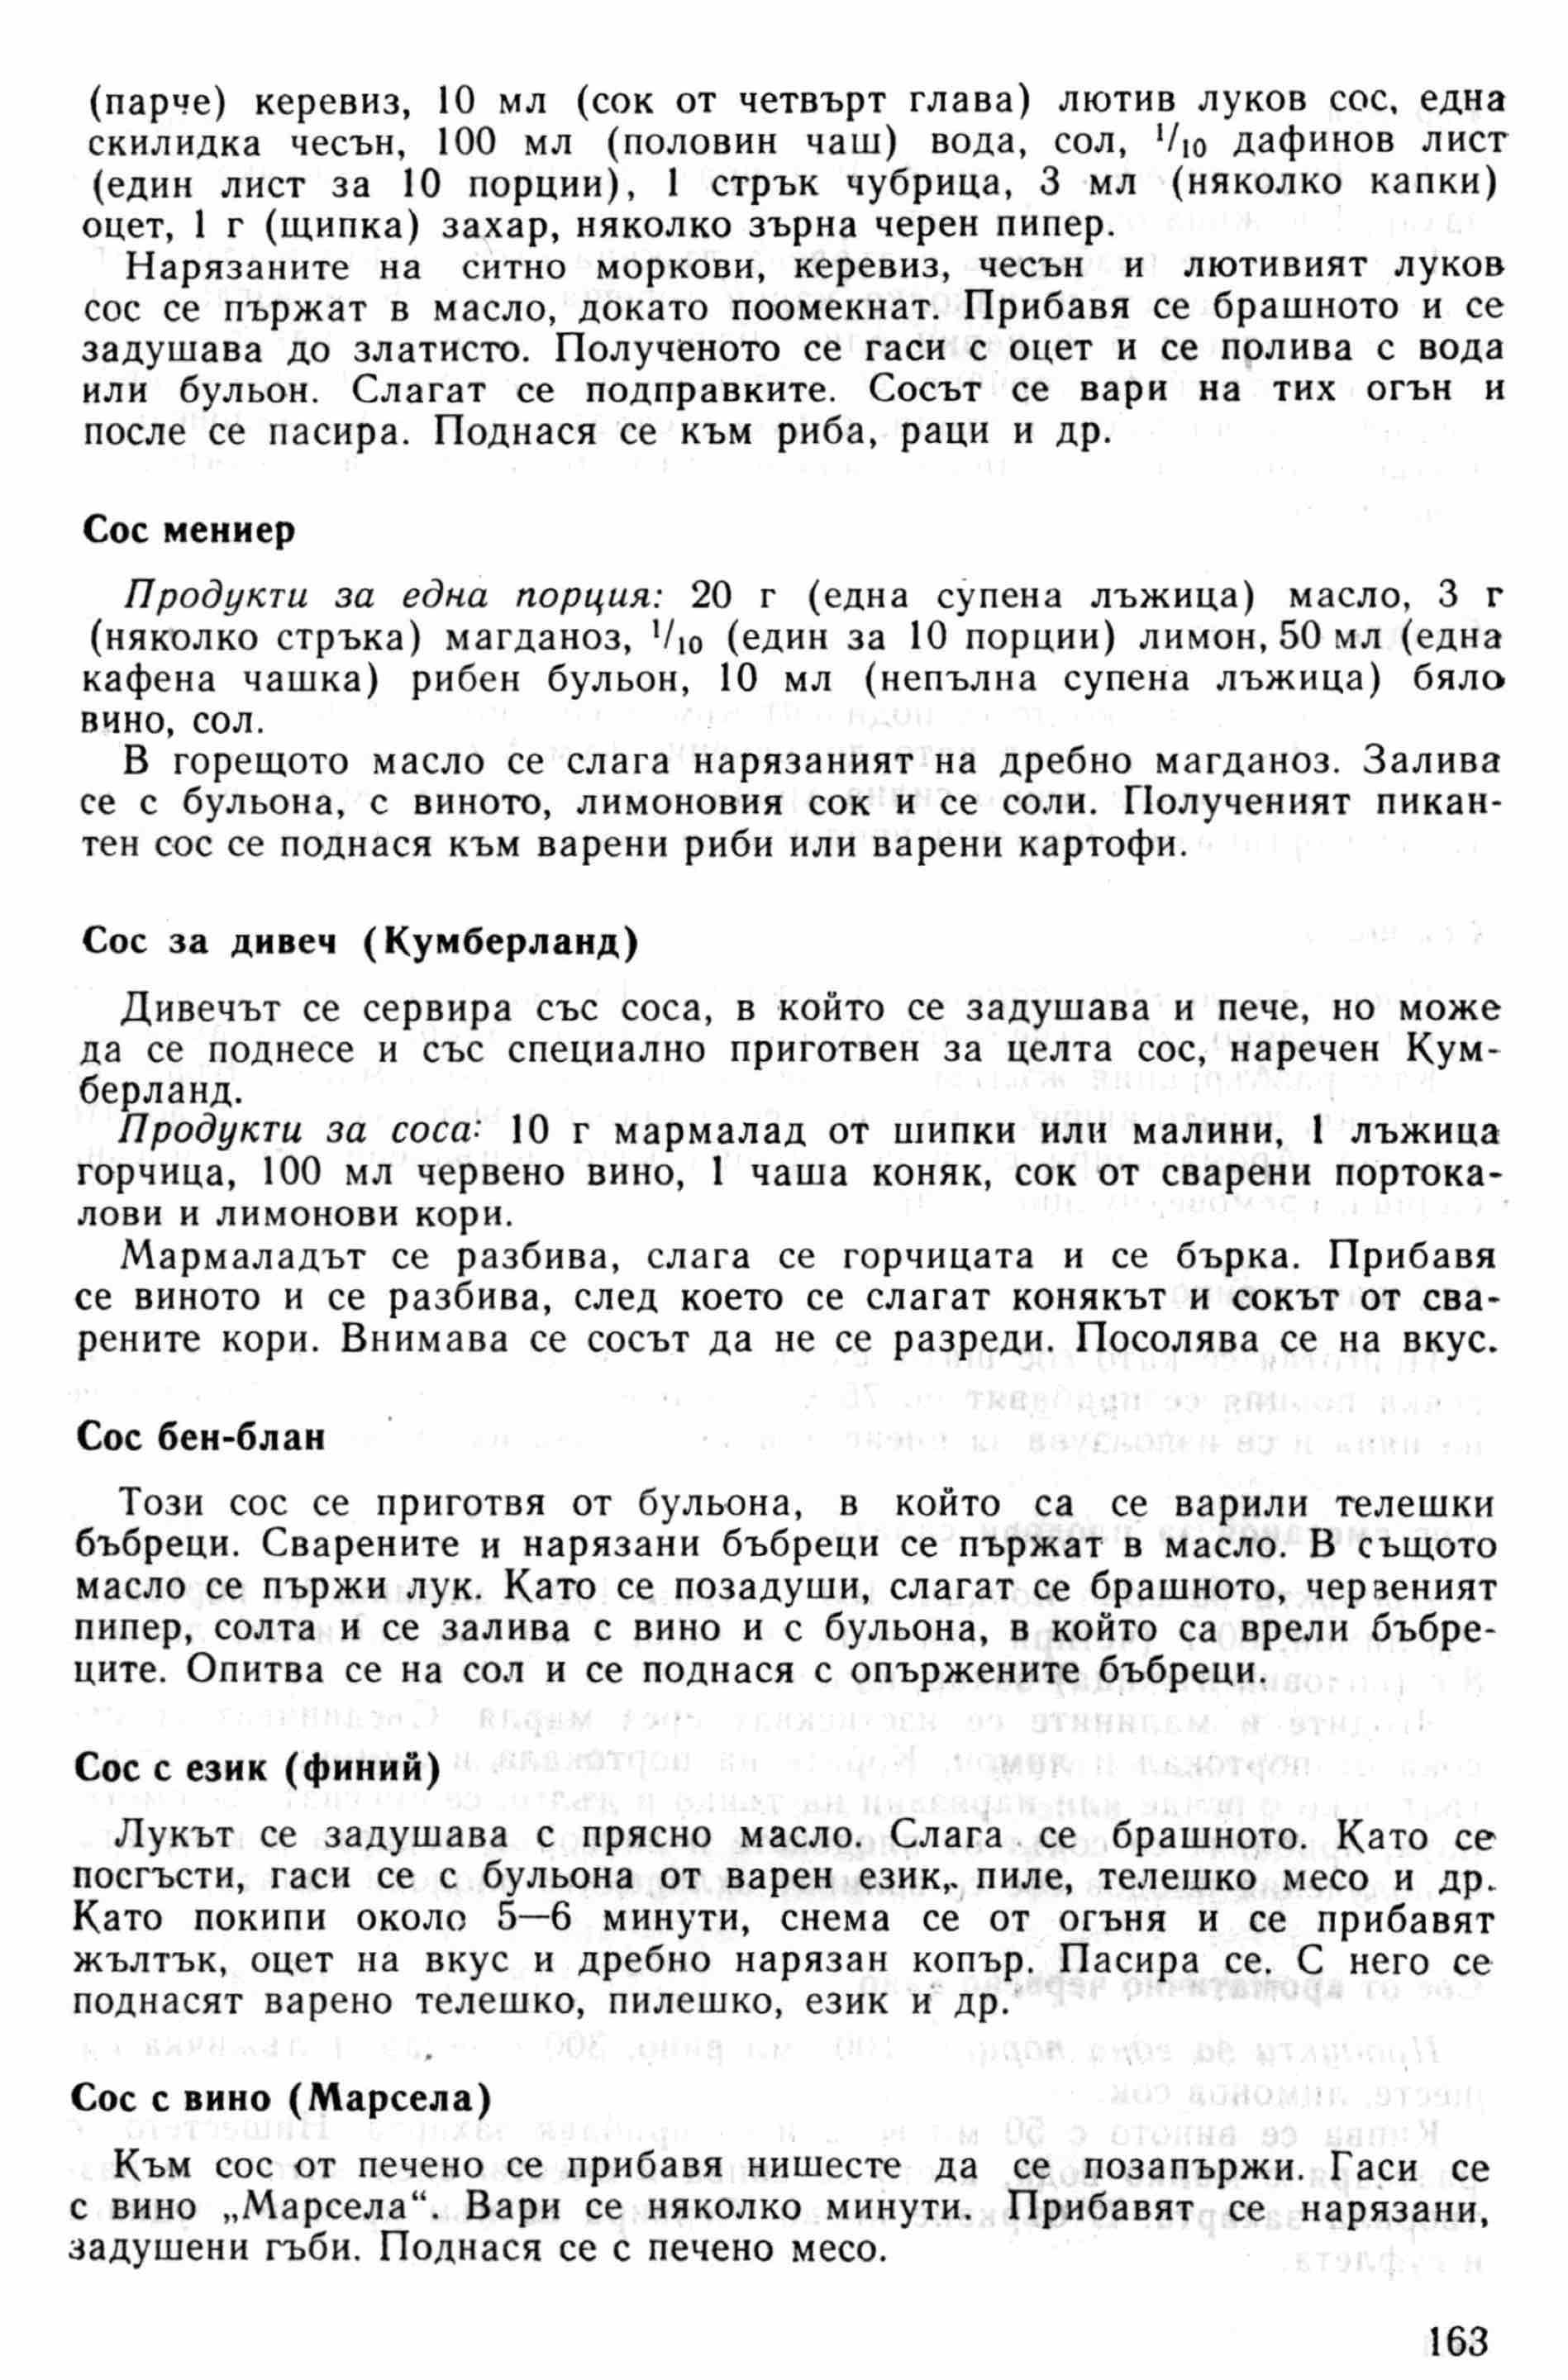 (парче) керевиз, 10 мл (сок от четвърт глава) лютив луков сос, една
скилидка чесън, 100 мл (половин чаш) вода, сол, 1/10 дафинов лист
(един лист за 10 порции), 1 стрък чубрица, 3 мл (няколко капки)
оцет, 1 г (щипка) захар, няколко зърна черен пипер.
Нарязаните на ситно моркови, керевиз, чесън и лютивият луков
сос се пържат в масло, докато поомекнат. Прибавя се брашното и се
задушава до златисто. Полученото се гаси с оцет и се полива с вода
или бульон. Слагат се подправките. Сосът се вари на тих огън и
после се пасира. Поднася се към риба, раци и др.
Сос мениер
Продукти за една порция: 20 г (една супена лъжица) масло, 3 г
(няколко стръка) магданоз, 1/10 (един за 10 порции) лимон, 50 мл (една
кафена чашка) рибен бульон, 10 мл (непълна супена лъжица) бяло
вино, сол.
В горещото масло се слага нарязаният на дребно магданоз. Залива
се с бульона, с виното, лимоновия сок и се соли. Полученият пикан-
тен сос се поднася към варени риби или варени картофи.
Сос за дивеч (Кумберланд)
Дивечът се сервира със соса, в който се задушава и пече, но може
да се поднесе и със специално приготвен за целта сос, наречен Кум-
берланд.
Продукти за соса: 10 г мармалад от шипки или малини, 1 лъжица
горчица, 100 мл червено вино, 1 чаша коняк, сок от сварени портока-
лови и лимонови кори.
Мармаладът се разбива, слага се горчицата и се бърка. Прибавя
се виното и се разбива, след което се слагат конякът и сокът от сва-
рените кори. Внимава се сосът да не се разреди. Посолява се на вкус.
Сос бен-блан
Този сос се приготвя от бульона, в който са се варили телешки
бъбреци. Сварените и нарязани бъбреци се пържат в масло. В същото
масло се пържи лук. Като се позадуши, слагат се брашното, червеният
пипер, солта и се залива с вино и с бульона, в който са врели бъбре-
ците. Опитва се на сол и се поднася с опържените бъбреци.
Сос с език (финий)
Лукът се задушава с прясно масло. Слага се брашното. Като се
посгъсти, гаси се с бульона от варен език, пиле, телешко месо и др.
Като покипи около 5—6 минути, снема се от огъня и се прибавят
жълтък, оцет на вкус и дребно нарязан копър. Пасира се. С него се
поднасят варено телешко, пилешко, език и др.
Сос с вино (Марсела)
Към сос от печено се прибавя нишесте да се позапържи. Гаси се
с вино „Марсела“. Вари се няколко минути. Прибавят се нарязани,
задушени гъби. Поднася се с печено месо.
163